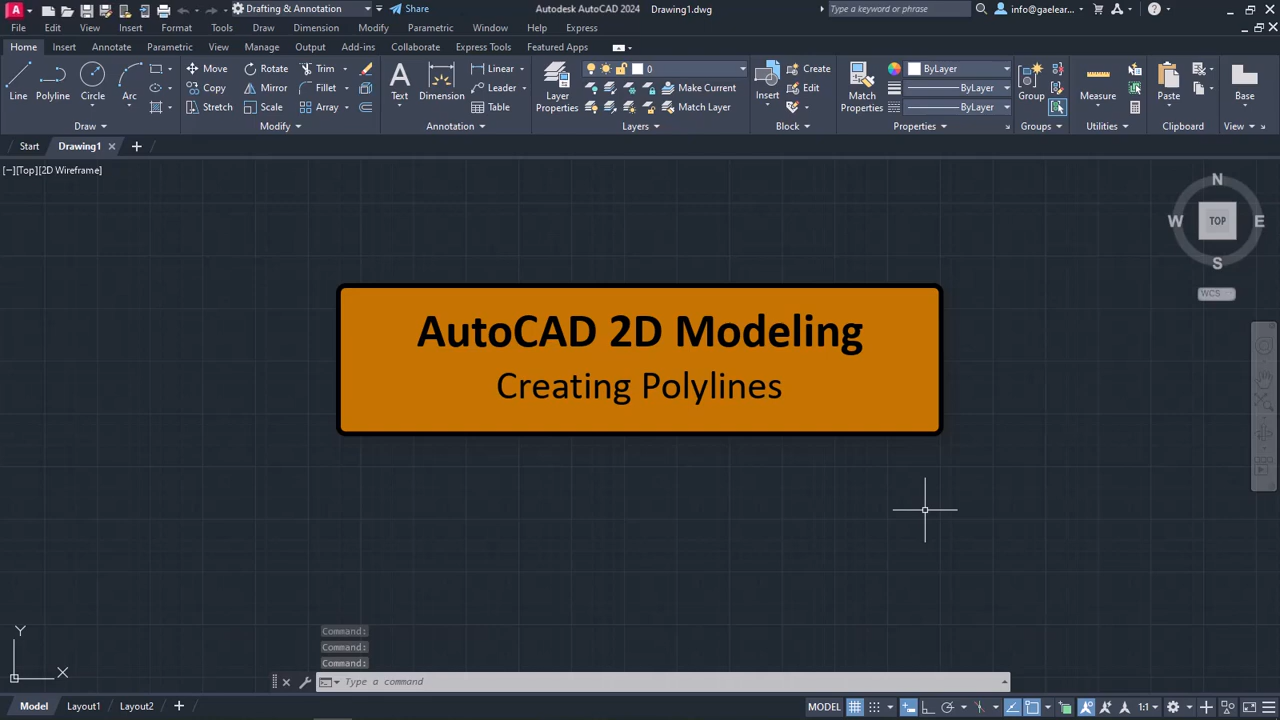 Drafting & Annotation
Share
Autodesk AutoCAD 2024 Drawing1.dwg
Type a keyword or phrase
info@gaelear...
File Edit View Insert Format Tools Draw Dimension Modify Parametric Window Help Express
Home Insert Annotate Parametric View Manage Output Add-ins Collaborate Express Tools Featured Apps
Line Polyline Circle Arc
Move Rotate Trim
Copy Mirror Fillet
Stretch Scale Array
Text Dimension
Linear
Leader
Table
Layer Properties
0
Make Current
Match Layer
Insert
Create
Edit
Match Properties
ByLayer
ByLayer
ByLayer
Group
Measure
Paste
Base
Draw Modify Annotation Layers Block Properties Groups Utilities Clipboard View
Start Drawing1
[−][Top][2D Wireframe]
N
W TOP E
S
WCS
AutoCAD 2D Modeling
Creating Polylines
Y
X
Command:
Command:
Command:
Type a command
Model Layout1 Layout2
MODEL 1:1